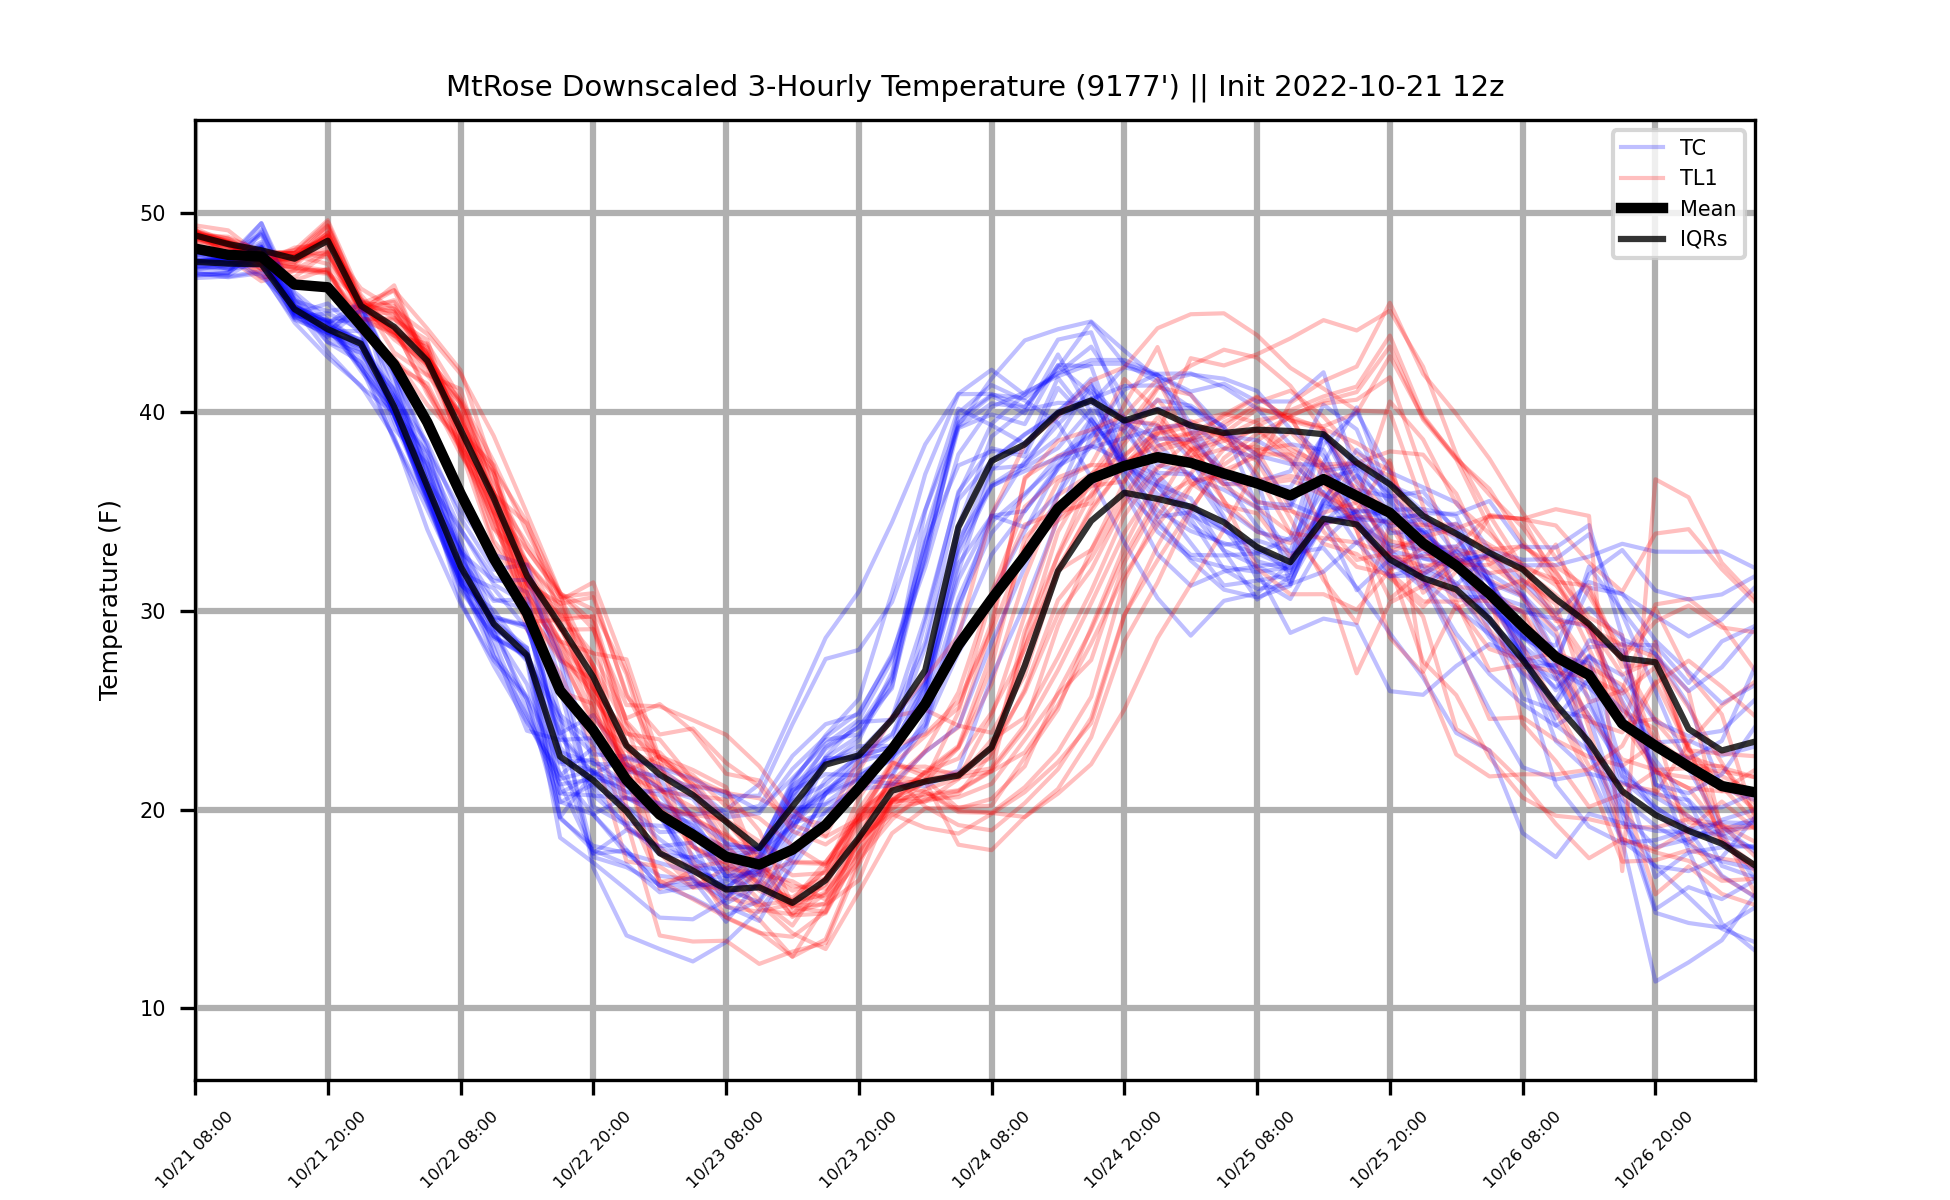 MtRose Downscaled 3-Hourly Temperature (9177') || Init 2022-10-21 12z
TC
TL1
Mean
IQRs
Temperature (F)
50
40
30
20
10
10/21 08:00
10/21 20:00
10/22 08:00
10/22 20:00
10/23 08:00
10/23 20:00
10/24 08:00
10/24 20:00
10/25 08:00
10/25 20:00
10/26 08:00
10/26 20:00